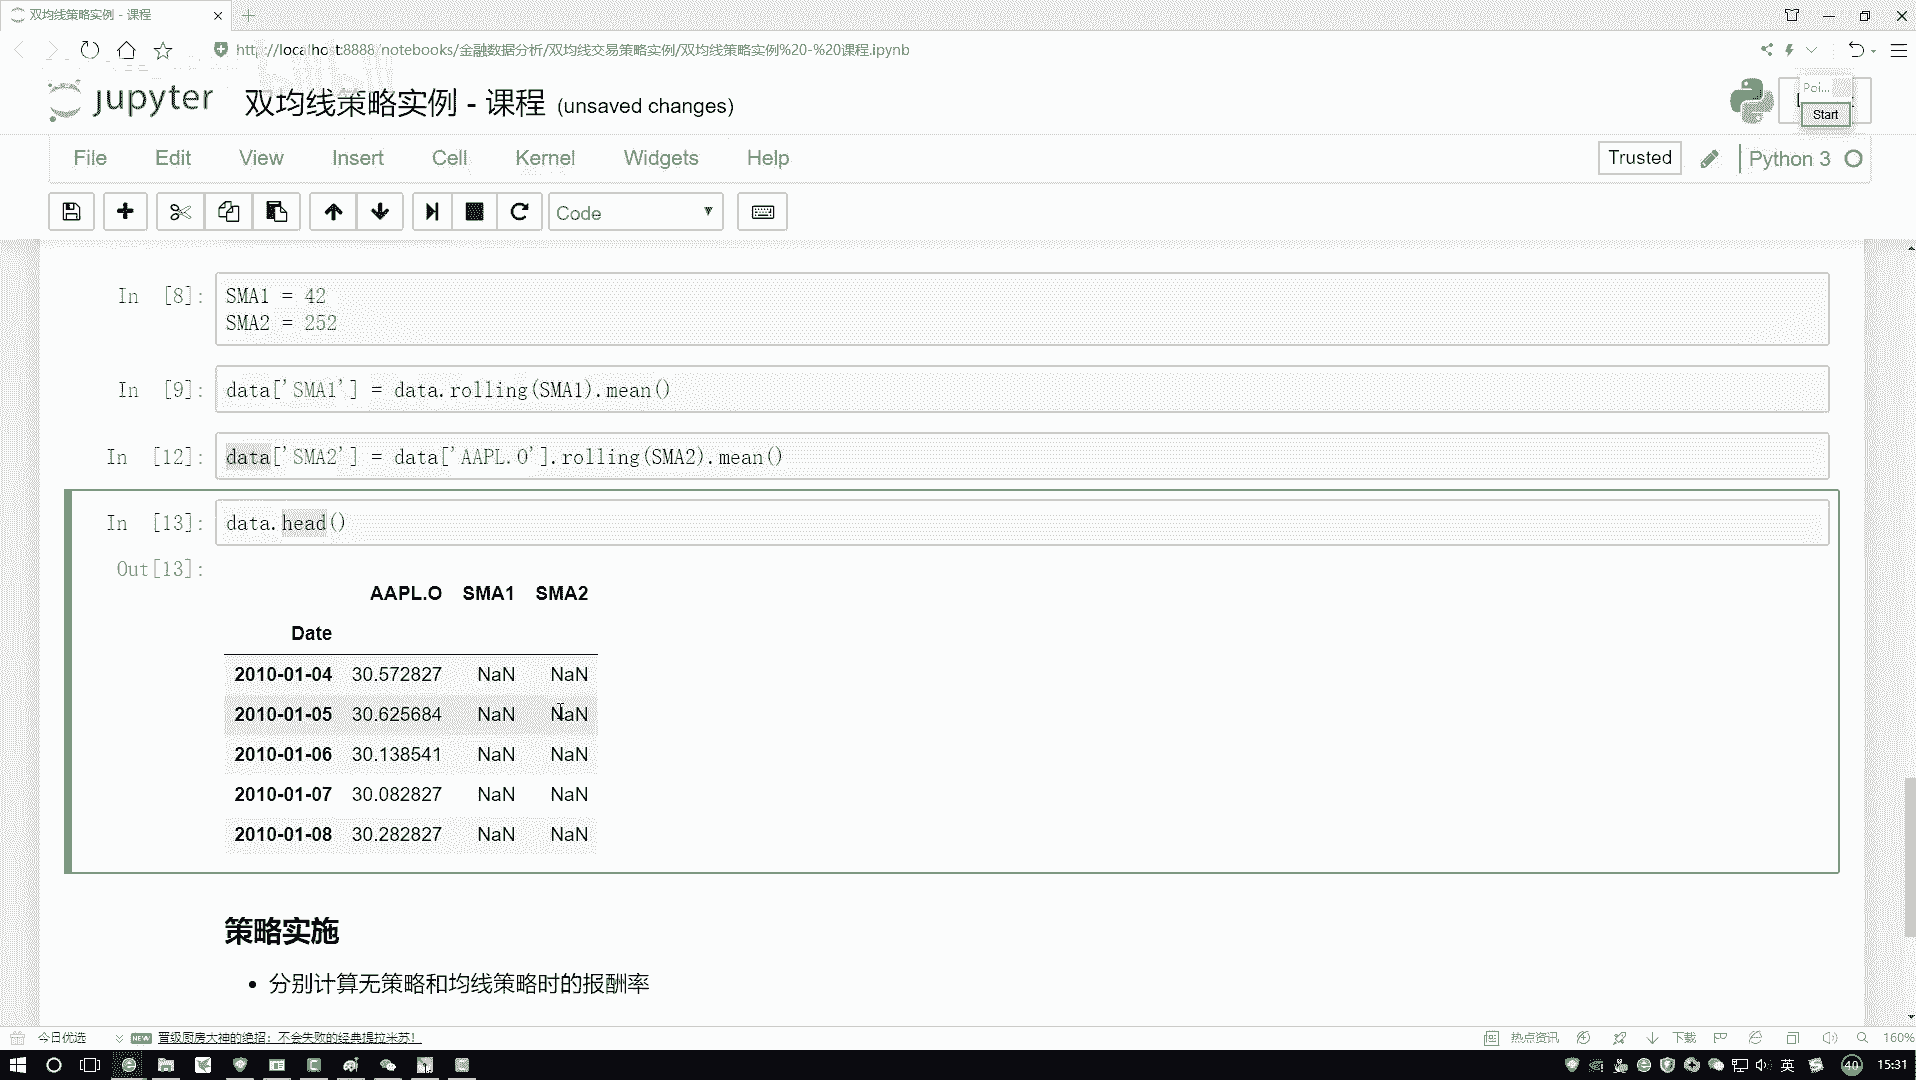 双均线策略实例 - 课程
http://localhost:8888/notebooks/金融数据分析/双均线交易策略实例/双均线策略实例%20-%20课程.ipynb
jupyter 双均线策略实例 - 课程 (unsaved changes)
Poi...
Start
File Edit View Insert Cell Kernel Widgets Help
Trusted
Python 3
Code
In [8]:
SMA1 = 42
SMA2 = 252
In [9]: data['SMA1'] = data.rolling(SMA1).mean()
In [12]: data['SMA2'] = data['AAPL.O'].rolling(SMA2).mean()
In [13]: data.head()
Out[13]:
AAPL.O SMA1 SMA2
Date
2010-01-04 30.572827 NaN NaN
2010-01-05 30.625684 NaN NaN
2010-01-06 30.138541 NaN NaN
2010-01-07 30.082827 NaN NaN
2010-01-08 30.282827 NaN NaN
策略实施
• 分别计算无策略和均线策略时的报酬率
今日优选 NEW 晋级厨房大神的绝招：不会失败的经典提拉米苏！
热点资讯 下载 160%
英 40 15:31